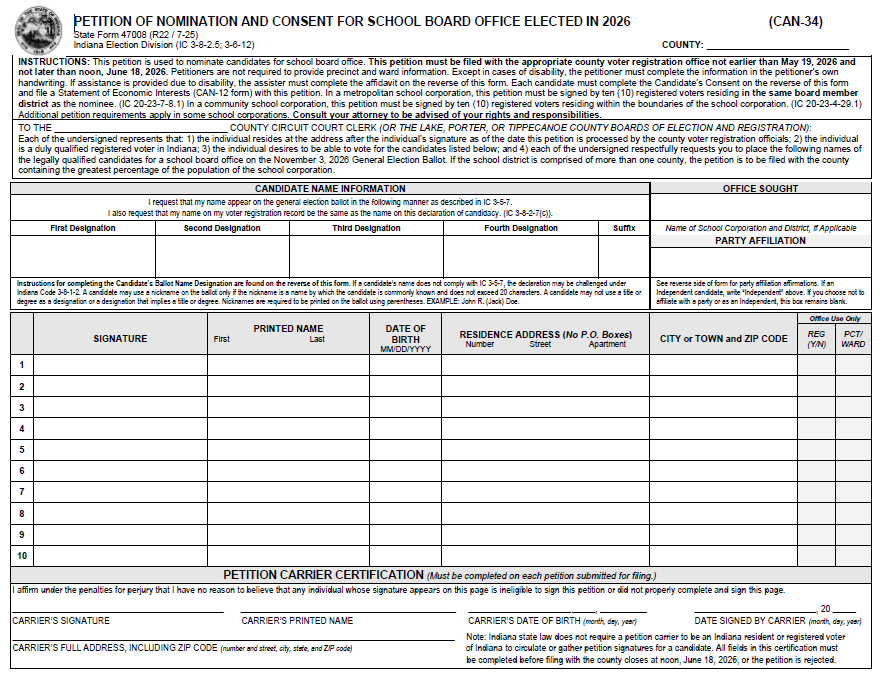 PETITION OF NOMINATION AND CONSENT FOR SCHOOL BOARD OFFICE ELECTED IN 2026 (CAN-34)
State Form 47008 (R22 / 7-25)
Indiana Election Division (IC 3-8-2.5; 3-6-12)
COUNTY: ____________________
INSTRUCTIONS: This petition is used to nominate candidates for school board office. This petition must be filed with the appropriate county voter registration office not earlier than May 19, 2026 and
not later than noon, June 18, 2026. Petitioners are not required to provide precinct and ward information. Except in cases of disability, the petitioner must complete the information in the petitioner's own
handwriting. If assistance is provided due to disability, the assister must complete the affidavit on the reverse of this form. Each candidate must complete the Candidate's Consent on the reverse of this form
and file a Statement of Economic Interests (CAN-12 form) with this petition. In a metropolitan school corporation, this petition must be signed by ten (10) registered voters residing in the same board member
district as the nominee. (IC 20-23-7-8.1) In a community school corporation, this petition must be signed by ten (10) registered voters residing within the boundaries of the school corporation. (IC 20-23-4-29.1)
Additional petition requirements apply in some school corporations. Consult your attorney to be advised of your rights and responsibilities.
TO THE ____________________ COUNTY CIRCUIT COURT CLERK (OR THE LAKE, PORTER, OR TIPPECANOE COUNTY BOARDS OF ELECTION AND REGISTRATION):
Each of the undersigned represents that: 1) the individual resides at the address after the individual's signature as of the date this petition is processed by the county voter registration officials; 2) the individual
is a duly qualified registered voter in Indiana; 3) the individual desires to be able to vote for the candidates listed below; and 4) each of the undersigned respectfully requests you to place the following names of
the legally qualified candidates for a school board office on the November 3, 2026 General Election Ballot. If the school district is comprised of more than one county, the petition is to be filed with the county
containing the greatest percentage of the population of the school corporation.
CANDIDATE NAME INFORMATION
OFFICE SOUGHT
I request that my name appear on the general election ballot in the following manner as described in IC 3-5-7.
I also request that my name on my voter registration record be the same as the name on this declaration of candidacy. (IC 3-8-2-7(c)).
First Designation Second Designation Third Designation Fourth Designation Suffix
Name of School Corporation and District, If Applicable
PARTY AFFILIATION
Instructions for completing the Candidate's Ballot Name Designation are found on the reverse of this form. If a candidate's name does not comply with IC 3-5-7, the declaration may be challenged under
Indiana Code 3-8-1-2. A candidate may use a nickname on the ballot only if the nickname is a name by which the candidate is commonly known and does not exceed 20 characters. A candidate may not use a title or
degree as a designation or a designation that implies a title or degree. Nicknames are required to be printed on the ballot using parentheses. EXAMPLE: John R. (Jack) Doe.
See reverse side of form for party affiliation affirmations. If an
Independent candidate, write "Independent" above. If you choose not to
affiliate with a party or as an Independent, this box remains blank.
SIGNATURE
PRINTED NAME
First Last
DATE OF
BIRTH
MM/DD/YYYY
RESIDENCE ADDRESS (No P.O. Boxes)
Number Street Apartment
CITY or TOWN and ZIP CODE
Office Use Only
REG
(Y/N)
PCT/
WARD
1
2
3
4
5
6
7
8
9
10
PETITION CARRIER CERTIFICATION (Must be completed on each petition submitted for filing.)
I affirm under the penalties for perjury that I have no reason to believe that any individual whose signature appears on this page is ineligible to sign this petition or did not properly complete and sign this page.
____________________ ____________________ ____________________, __________ ____________________, 20 _____
CARRIER'S SIGNATURE CARRIER'S PRINTED NAME CARRIER'S DATE OF BIRTH (month, day, year) DATE SIGNED BY CARRIER (month, day, year)
CARRIER'S FULL ADDRESS, INCLUDING ZIP CODE (number and street, city, state, and ZIP code)
Note: Indiana state law does not require a petition carrier to be an Indiana resident or registered voter
of Indiana to circulate or gather petition signatures for a candidate. All fields in this certification must
be completed before filing with the county closes at noon, June 18, 2026, or the petition is rejected.